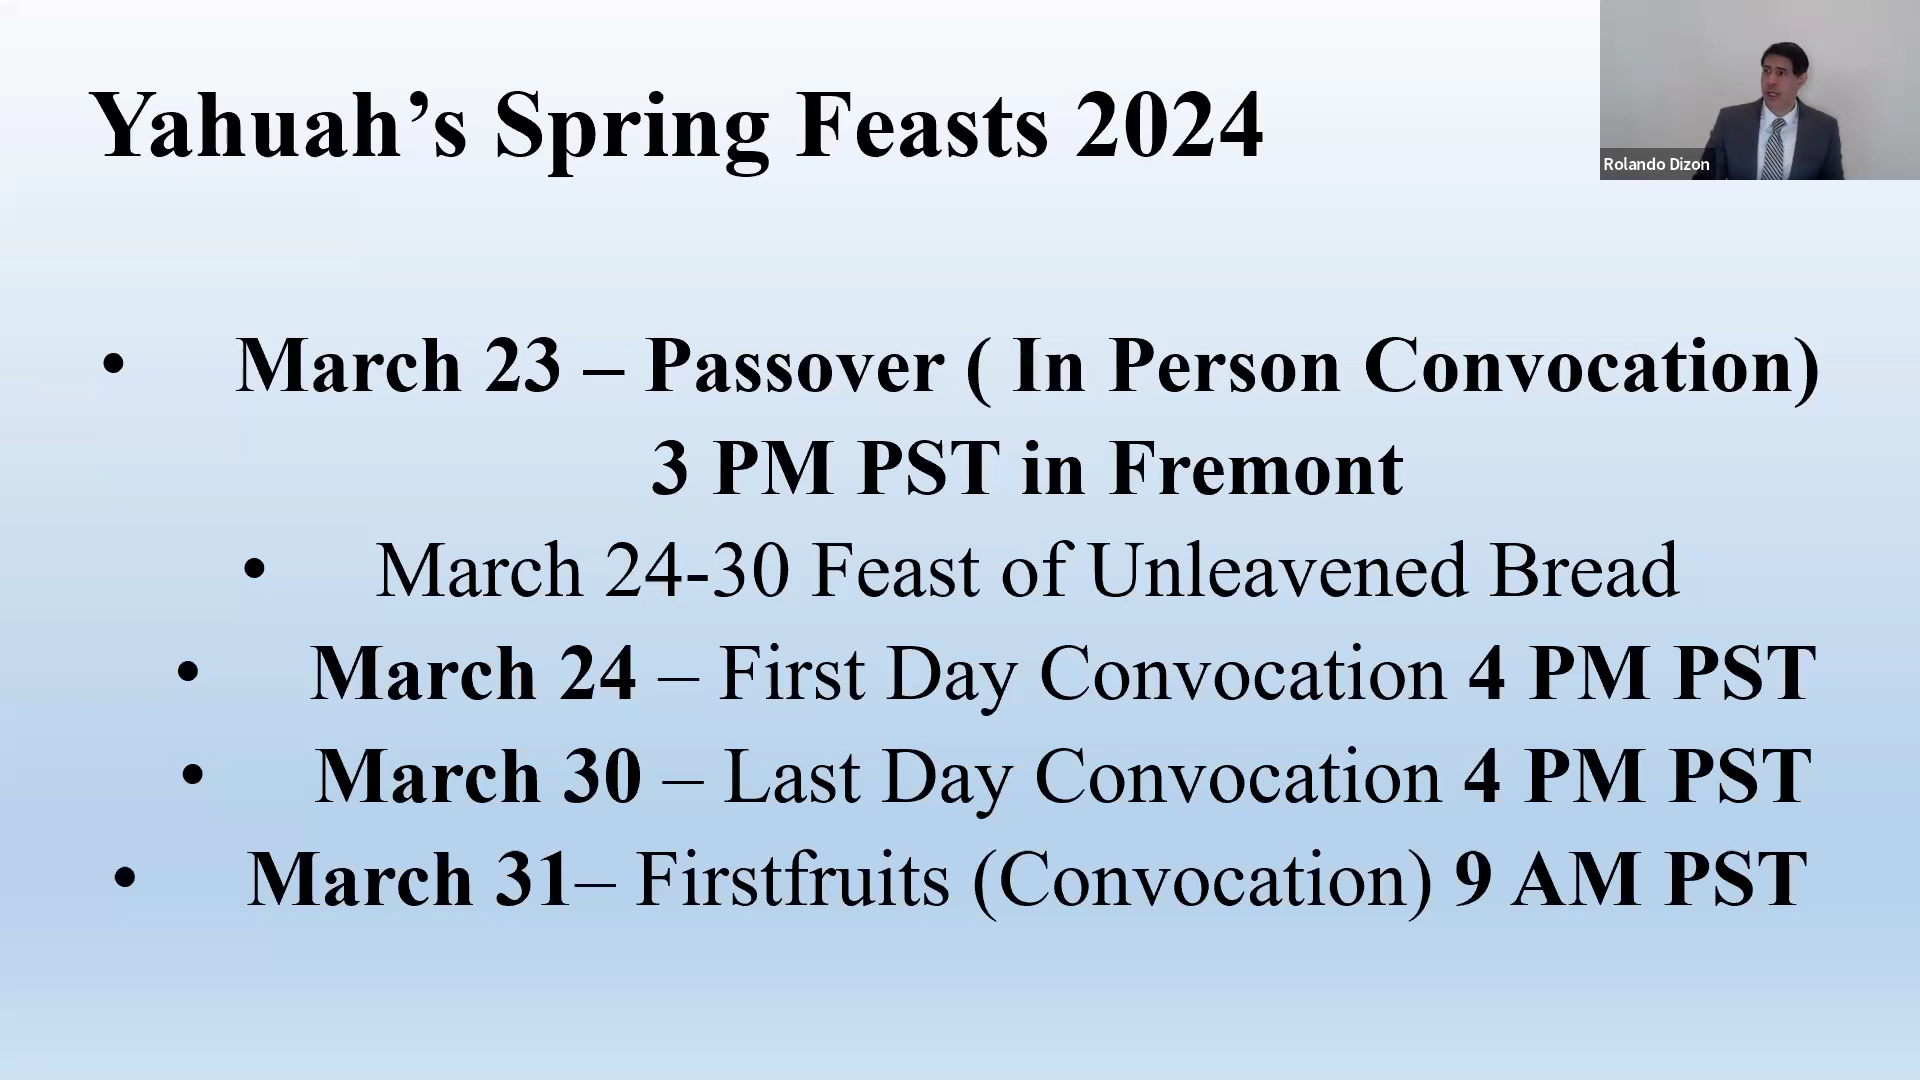 Yahuah’s Spring Feasts 2024
Rolando Dizon
• March 23 – Passover ( In Person Convocation)
3 PM PST in Fremont
• March 24-30 Feast of Unleavened Bread
• March 24 – First Day Convocation 4 PM PST
• March 30 – Last Day Convocation 4 PM PST
• March 31– Firstfruits (Convocation) 9 AM PST